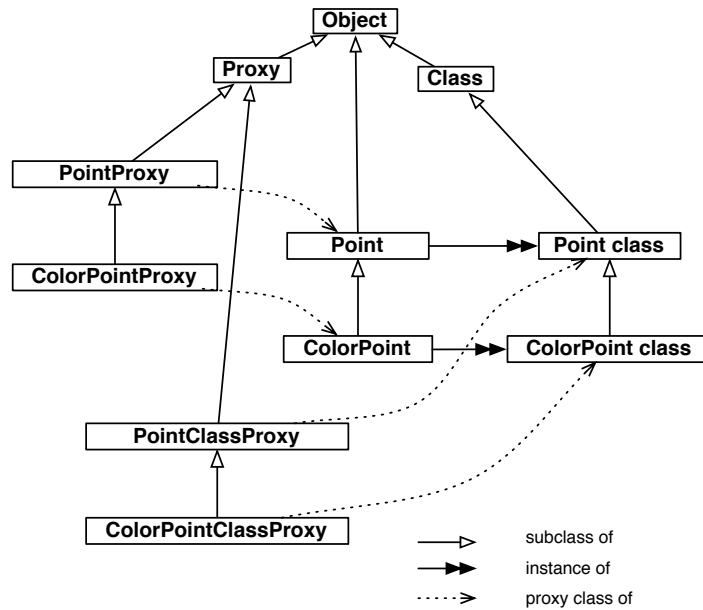 Object
Proxy
Class
PointProxy
Point
Point class
ColorPointProxy
ColorPoint
ColorPoint class
PointClassProxy
ColorPointClassProxy
subclass of
instance of
proxy class of